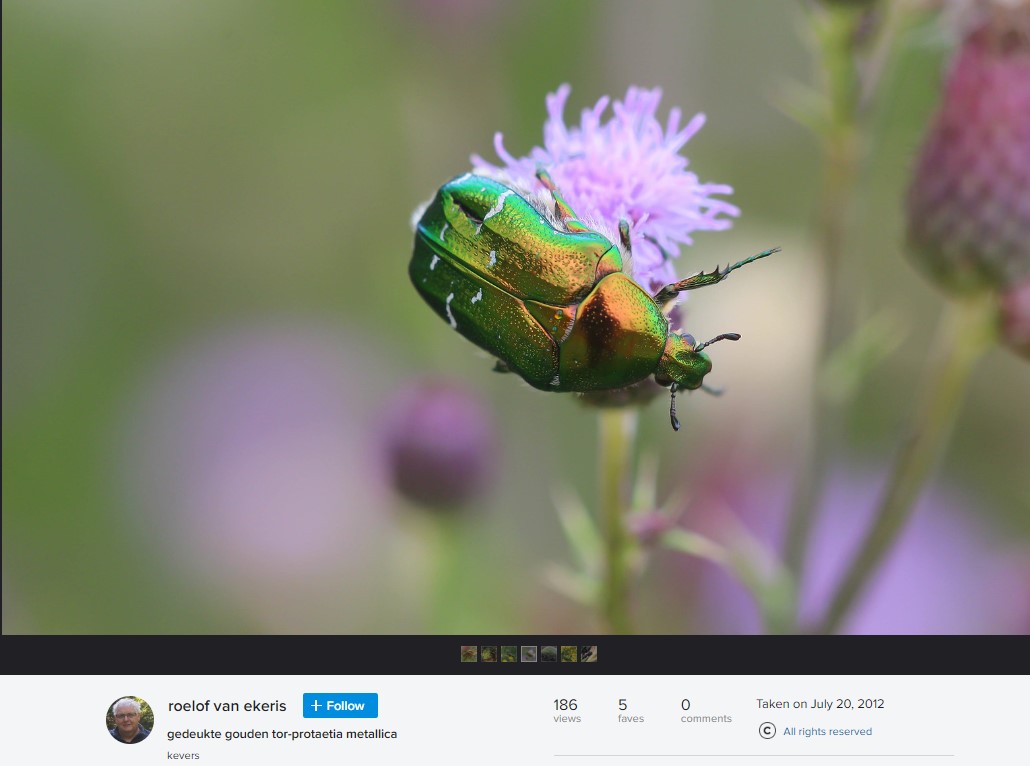 roelof van ekeris
+ Follow
gedeukte gouden tor-protaetia metallica
kevers
186
views
5
faves
0
comments
Taken on July 20, 2012
© All rights reserved